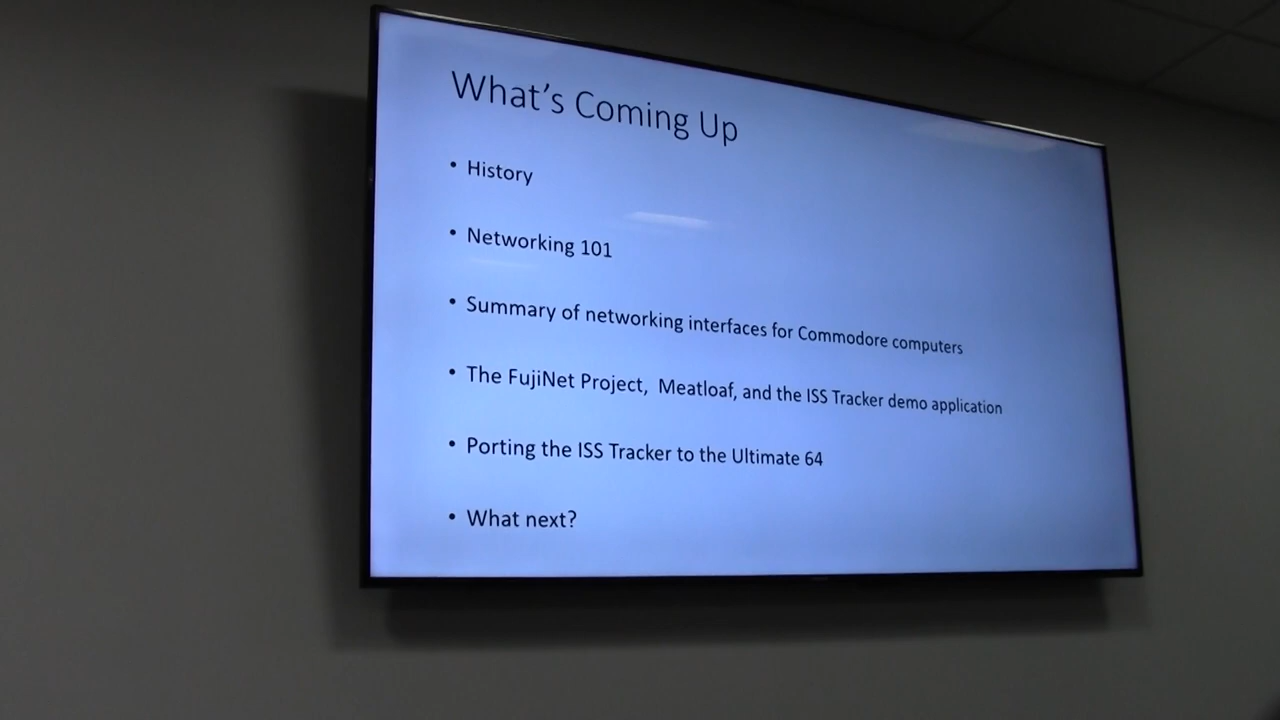 What's Coming Up
• History
• Networking 101
• Summary of networking interfaces for Commodore computers
• The FujiNet Project, Meatloaf, and the ISS Tracker demo application
• Porting the ISS Tracker to the Ultimate 64
• What next?